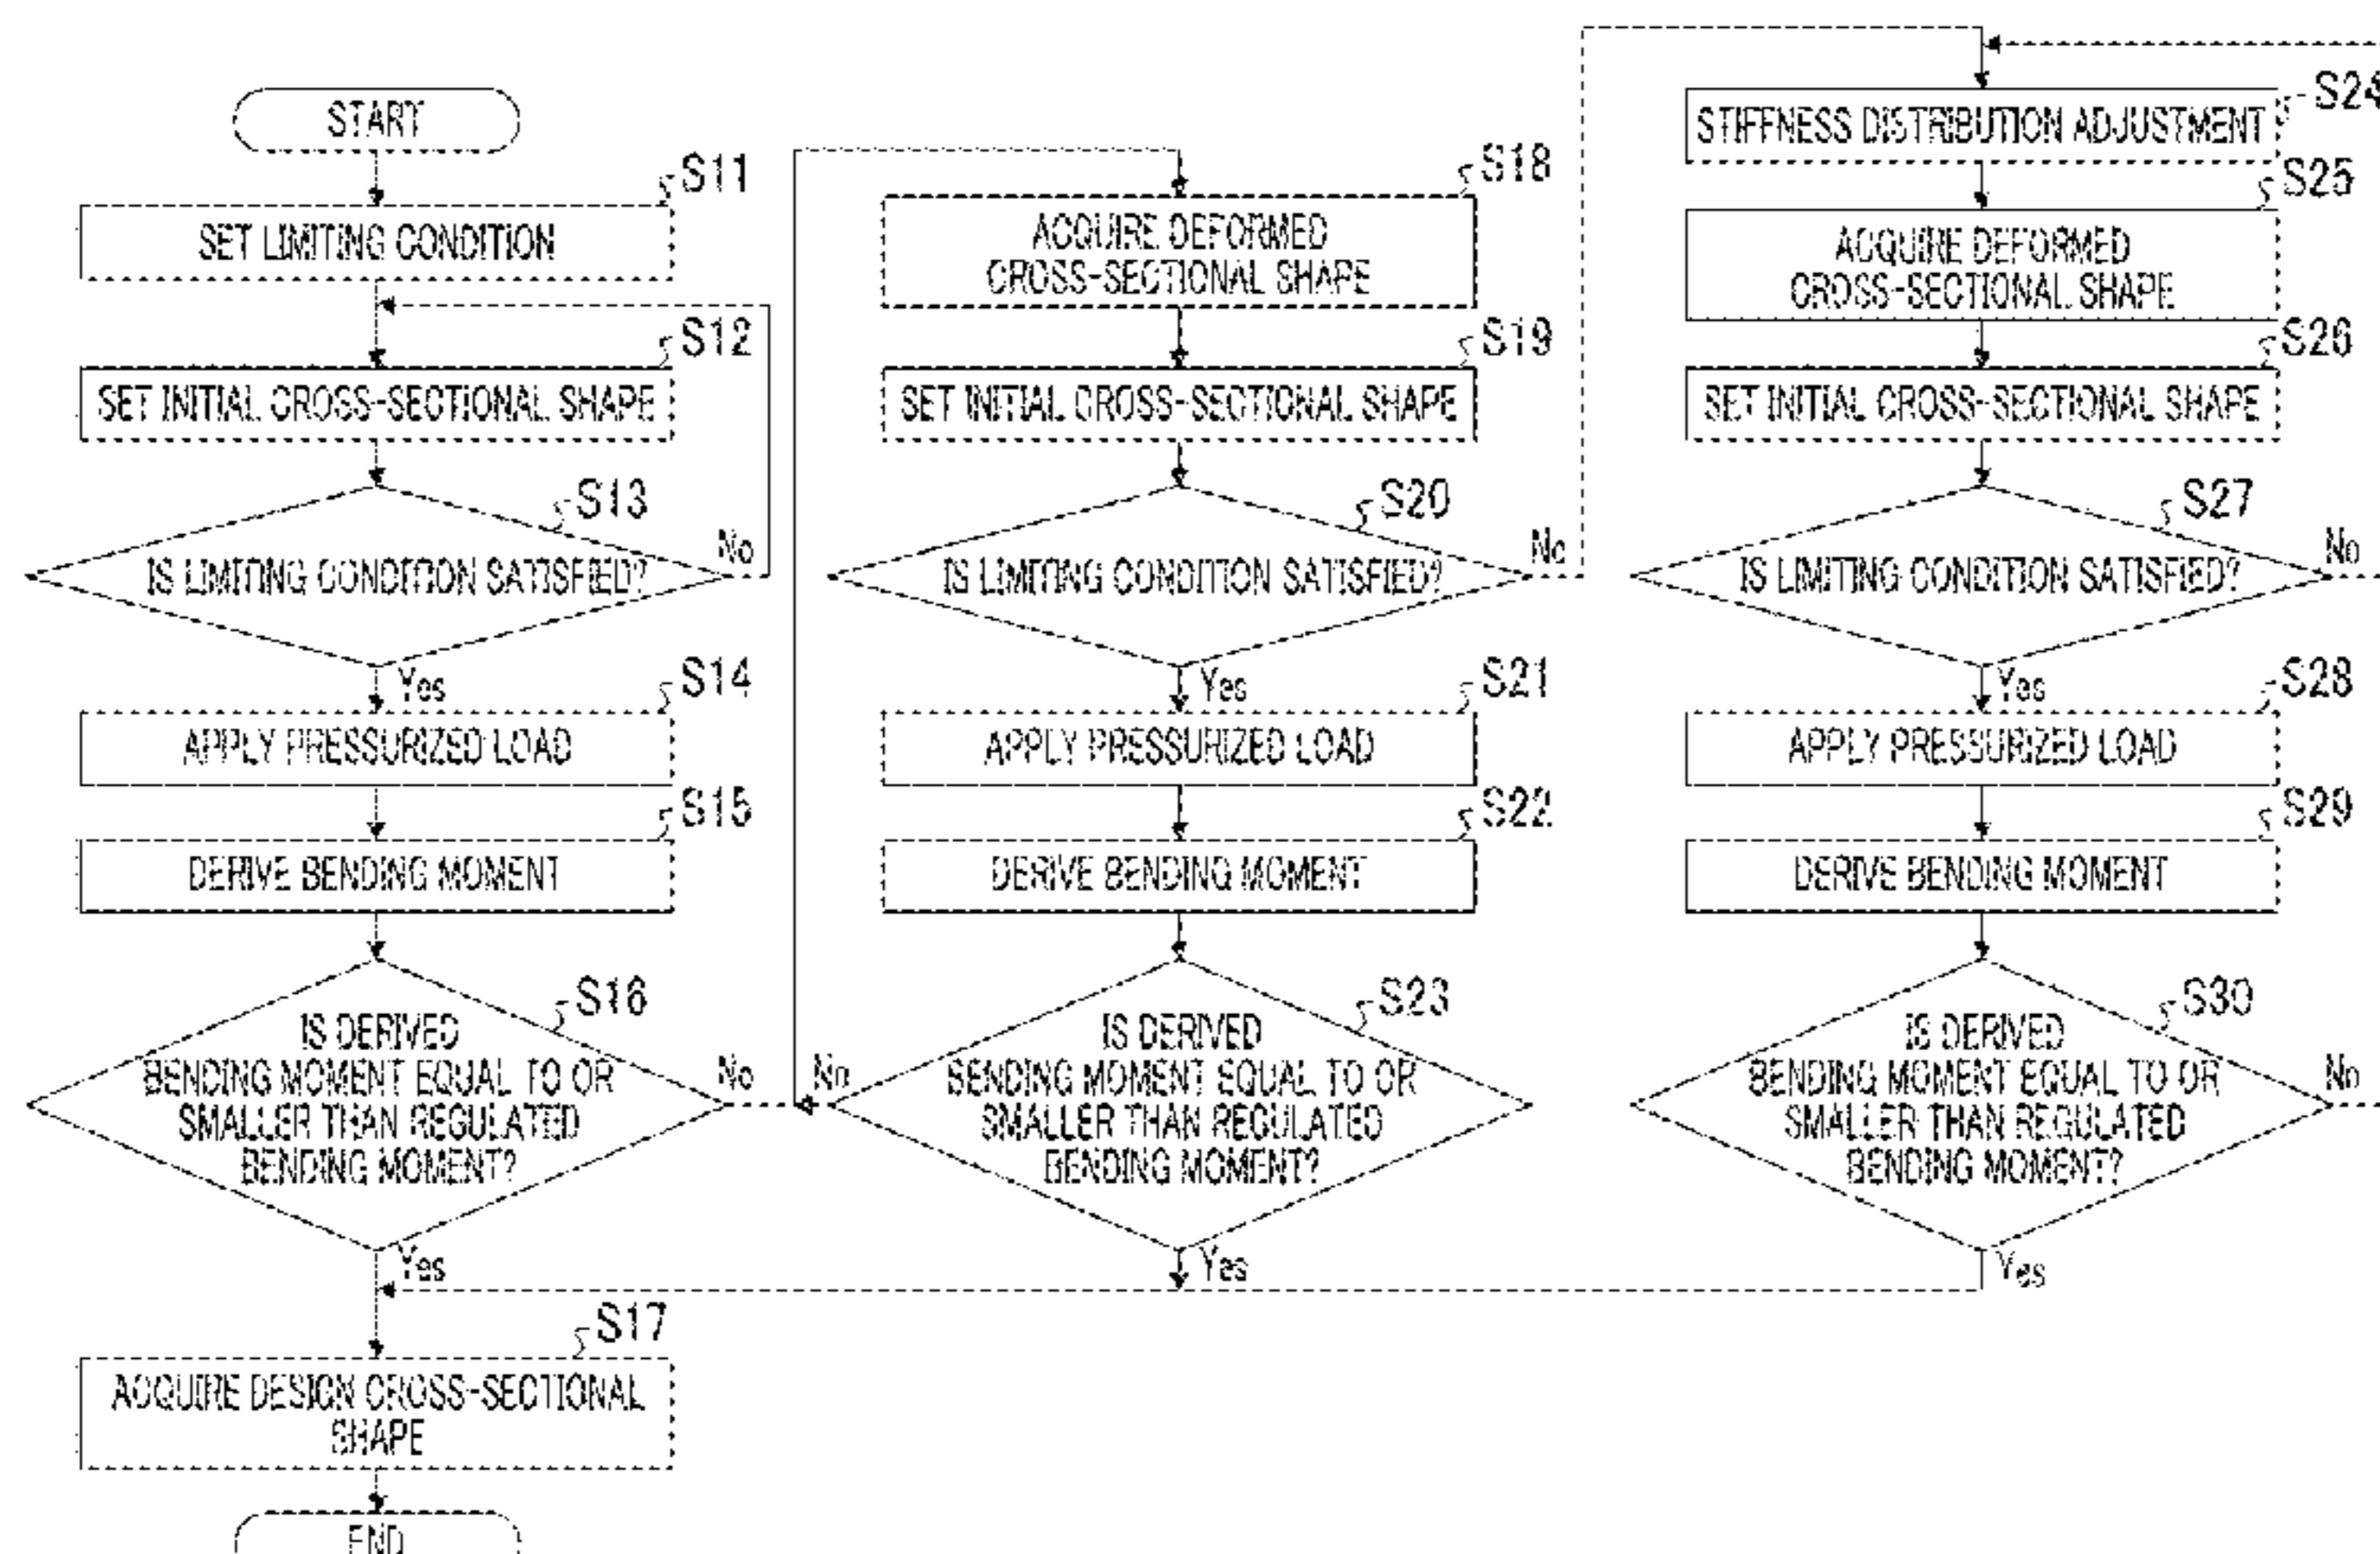 START
S11
SET LIMITING CONDITION
S12
SET INITIAL CROSS-SECTIONAL SHAPE
S13
IS LIMITING CONDITION SATISFIED?
No
Yes
S14
APPLY PRESSURIZED LOAD
S15
DERIVE BENDING MOMENT
S16
IS DERIVED
BENDING MOMENT EQUAL TO OR
SMALLER THAN REGULATED
BENDING MOMENT?
No
Yes
S17
ACQUIRE DESIGN CROSS-SECTIONAL
SHAPE
END
S18
ACQUIRE DEFORMED
CROSS-SECTIONAL SHAPE
S19
SET INITIAL CROSS-SECTIONAL SHAPE
S20
IS LIMITING CONDITION SATISFIED?
No
Yes
S21
APPLY PRESSURIZED LOAD
S22
DERIVE BENDING MOMENT
S23
IS DERIVED
BENDING MOMENT EQUAL TO OR
SMALLER THAN REGULATED
BENDING MOMENT?
No
Yes
S24
STIFFNESS DISTRIBUTION ADJUSTMENT
S25
ACQUIRE DEFORMED
CROSS-SECTIONAL SHAPE
S26
SET INITIAL CROSS-SECTIONAL SHAPE
S27
IS LIMITING CONDITION SATISFIED?
No
Yes
S28
APPLY PRESSURIZED LOAD
S29
DERIVE BENDING MOMENT
S30
IS DERIVED
BENDING MOMENT EQUAL TO OR
SMALLER THAN REGULATED
BENDING MOMENT?
No
Yes